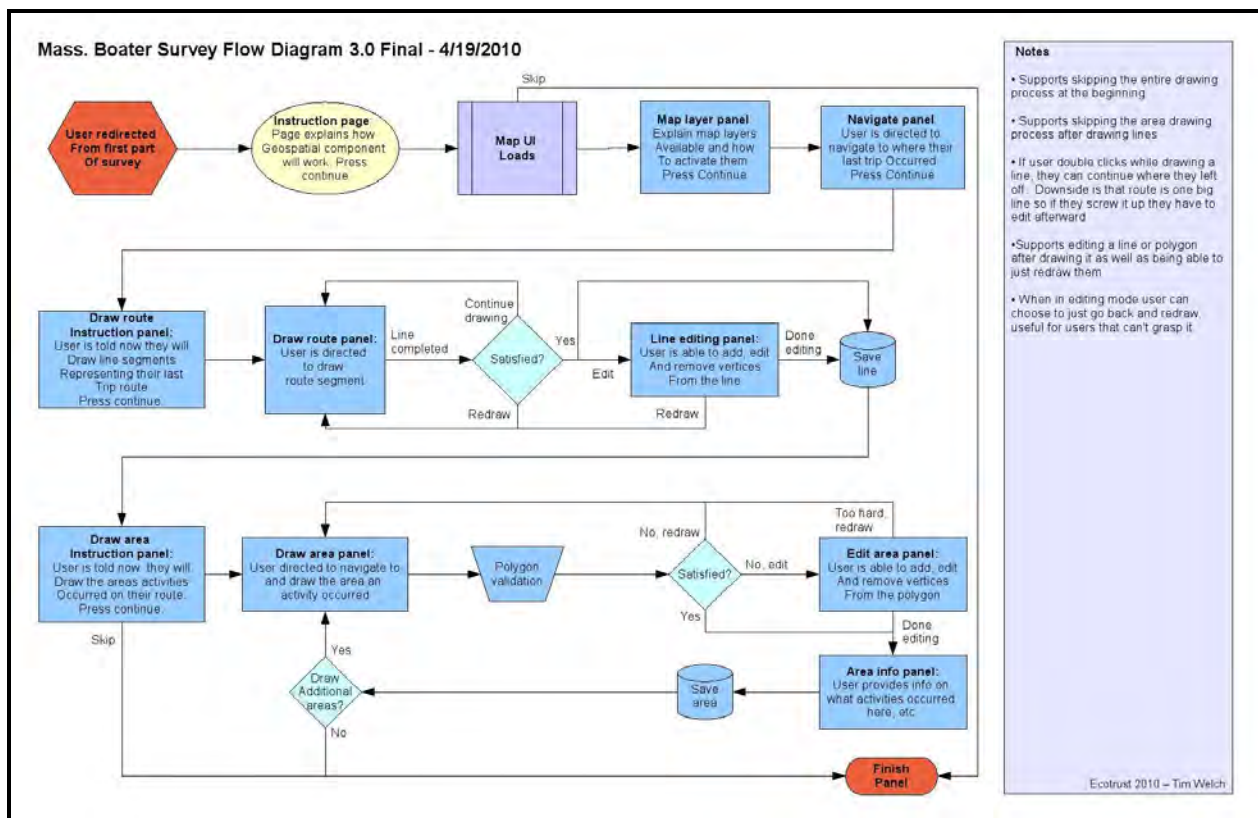 Mass. Boater Survey Flow Diagram 3.0 Final - 4/19/2010
Skip
User redirected
From first part
Of survey
Instruction page
Page explains how
Geospatial component
will work. Press
continue
Map UI
Loads
Map layer panel
Explain map layers
Available and how
To activate them
Press Continue
Navigate panel
User is directed to
navigate to where their
last trip Occurred
Press Continue
Draw route
Instruction panel:
User is told now they will
Draw line segments
Representing their last
Trip route
Press continue.
Draw route panel:
User is directed
to draw
route segment
Line
completed
Continue
drawing
Satisfied?
Yes
Edit
Redraw
Line editing panel:
User is able to add, edit
And remove vertices
From the line
Done
editing
Redraw
Save
line
Draw area
Instruction panel:
User is told now they will
Draw the areas activities
Occurred on their route.
Press continue.
Skip
Draw area panel:
User directed to navigate to
and draw the area an
activity occurred
Polygon
validation
No, redraw
Satisfied?
No, edit
Yes
Too hard,
redraw
Edit area panel:
User is able to add, edit
And remove vertices
From the polygon
Done
editing
Area info panel:
User provides info on
what activities occurred
here, etc
Save
area
Yes
Draw
Additional
areas?
No
Finish
Panel
Notes
• Supports skipping the entire drawing
process at the beginning
• Supports skipping the area drawing
process after drawing lines
• If user double clicks while drawing a
line, they can continue where they left
off. Downside is that route is one big
line so if they screw it up they have to
edit afterward
•Supports editing a line or polygon
after drawing it as well as being able to
just redraw them
• When in editing mode user can
choose to just go back and redraw,
useful for users that can't grasp it
Ecotrust 2010 – Tim Welch